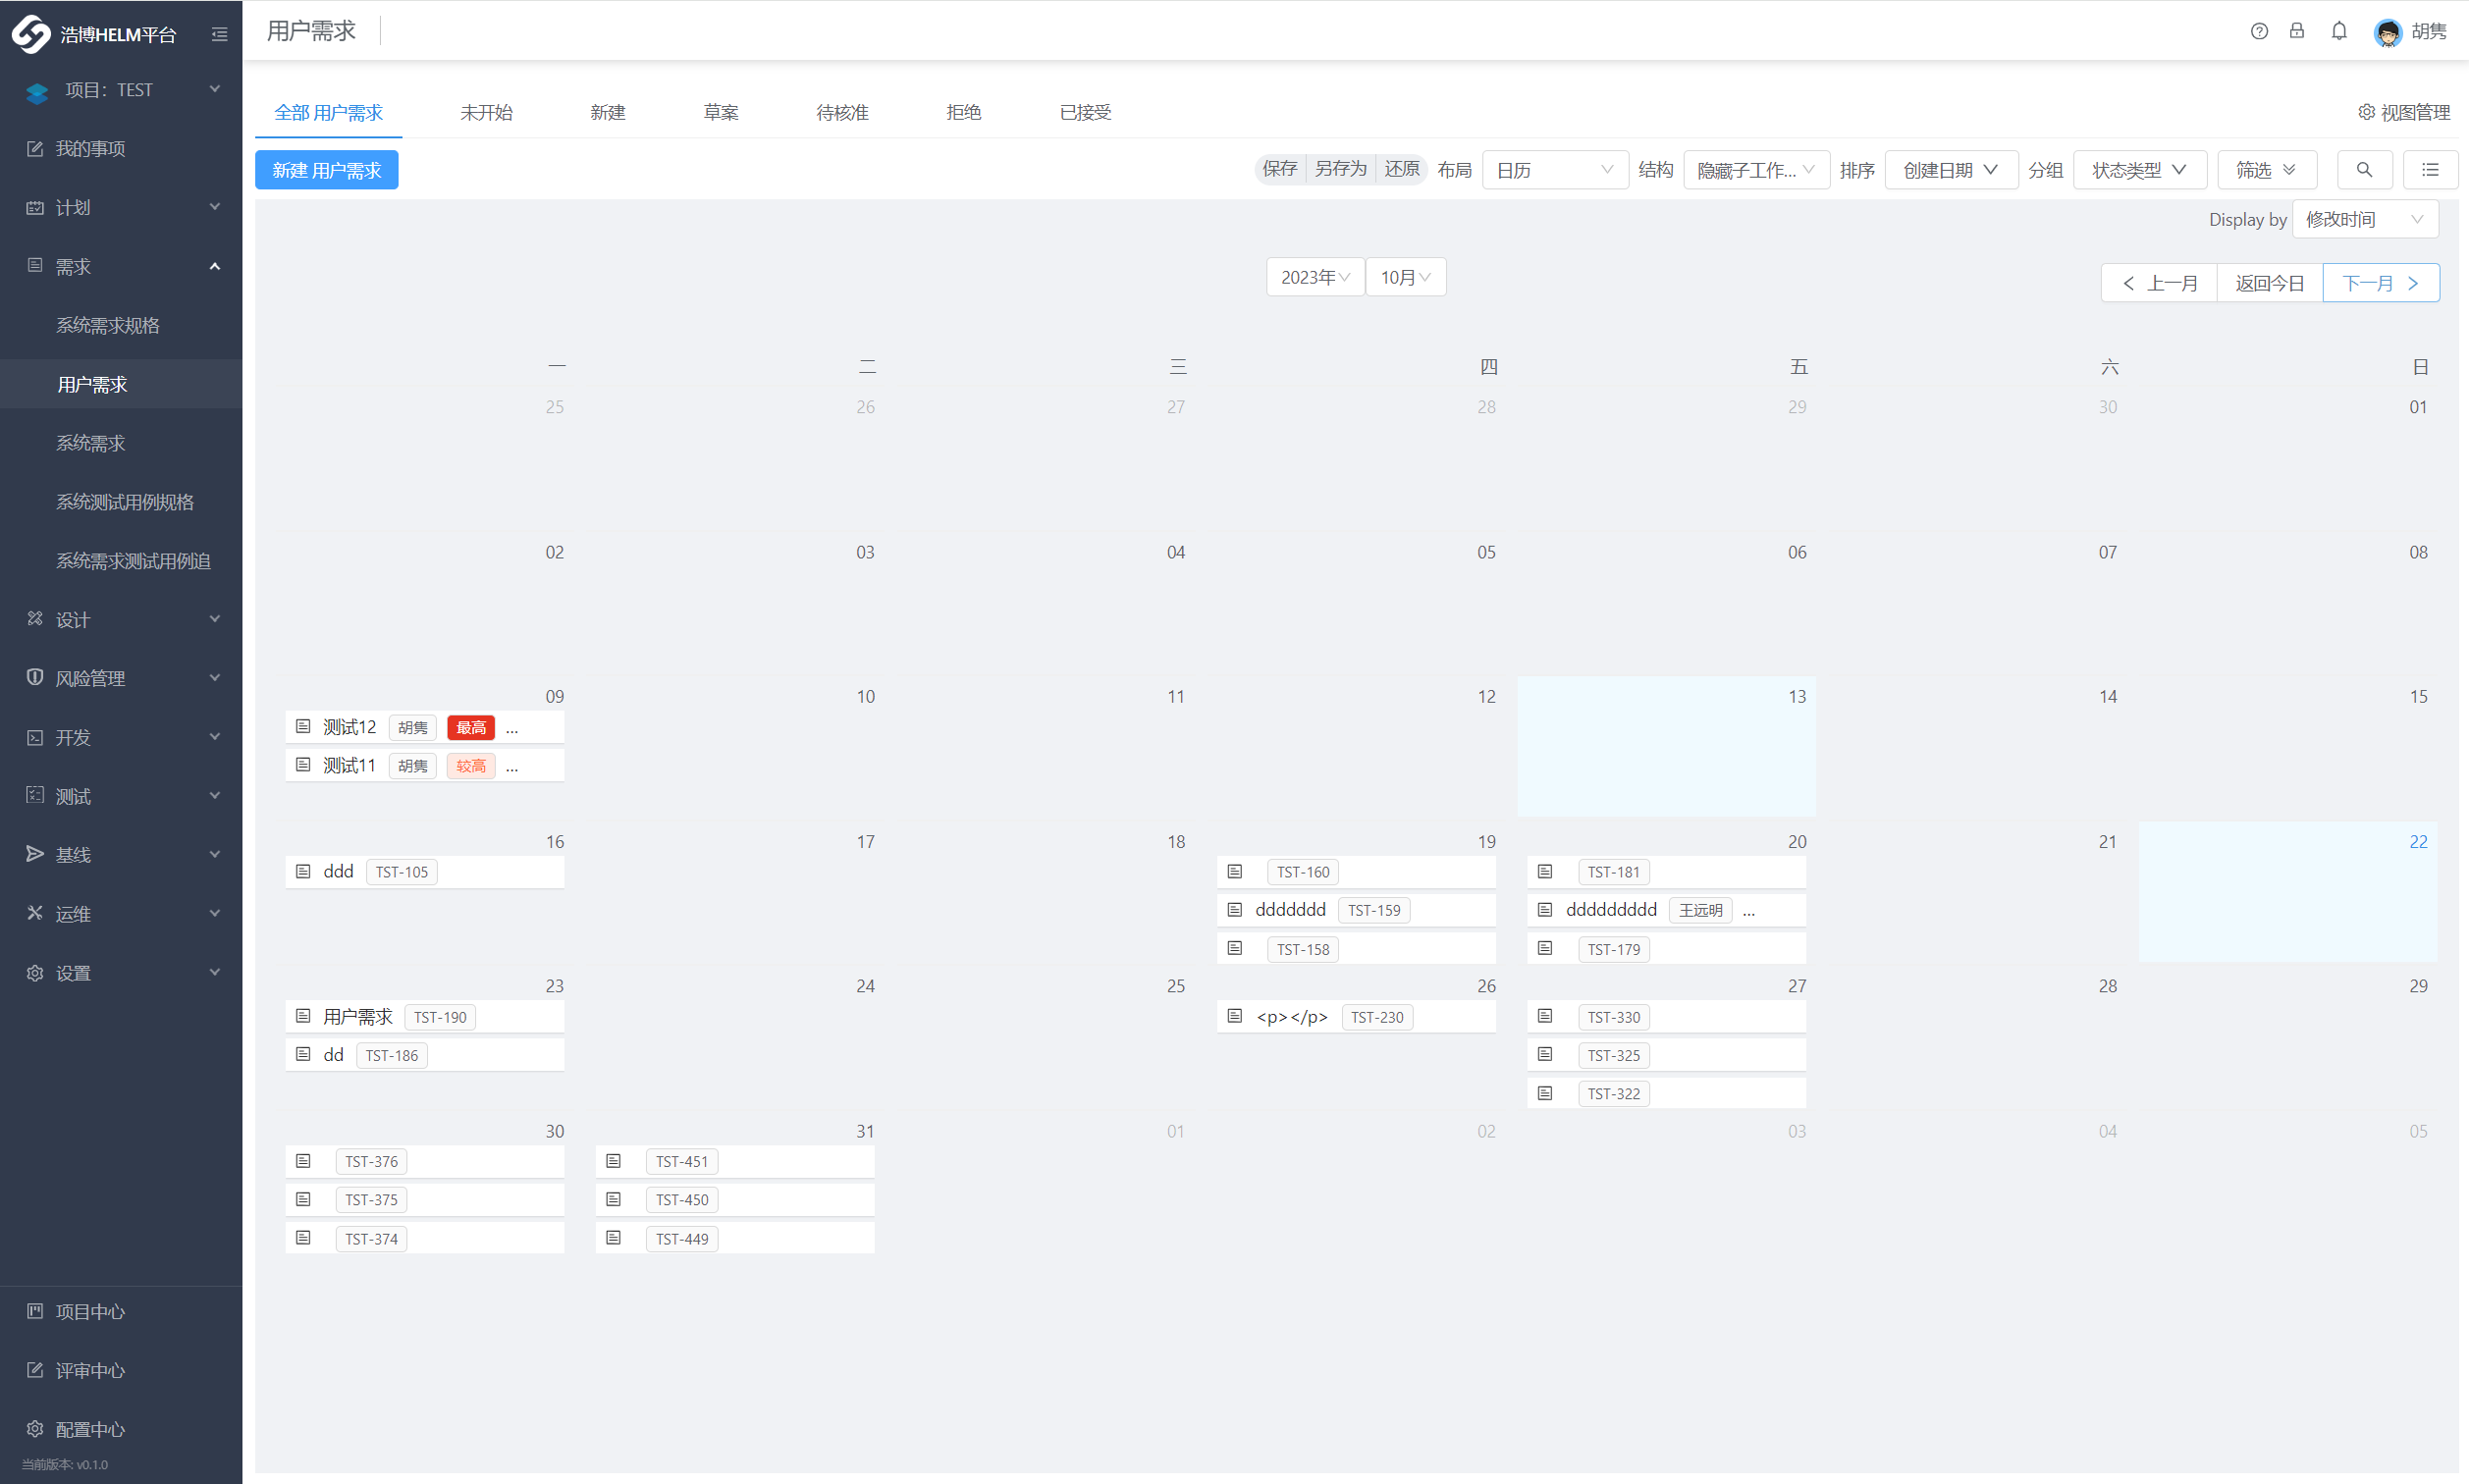 浩博HELM平台
项目：TEST
我的事项
计划
需求
系统需求规格
用户需求
系统需求
系统测试用例规格
系统需求测试用例追
设计
风险管理
开发
测试
基线
运维
设置
项目中心
评审中心
配置中心
当前版本: v0.1.0
用户需求
胡隽
全部 用户需求 未开始 新建 草案 待核准 拒绝 已接受 视图管理
新建 用户需求 保存 另存为 还原 布局 日历 结构 隐藏子工作... 排序 创建日期 分组 状态类型 筛选
Display by 修改时间
2023年 10月 上一月 返回今日 下一月
一 二 三 四 五 六 日
25 26 27 28 29 30 01
02 03 04 05 06 07 08
09 10 11 12 13 14 15
测试12 胡隽 最高 ...
测试11 胡隽 较高 ...
16 17 18 19 20 21 22
ddd TST-105 TST-160 TST-181
ddddddd TST-159 ddddddddd 王远明 ...
TST-158 TST-179
23 24 25 26 27 28 29
用户需求 TST-190 <p></p> TST-230 TST-330
dd TST-186 TST-325
TST-322
30 31 01 02 03 04 05
TST-376 TST-451
TST-375 TST-450
TST-374 TST-449